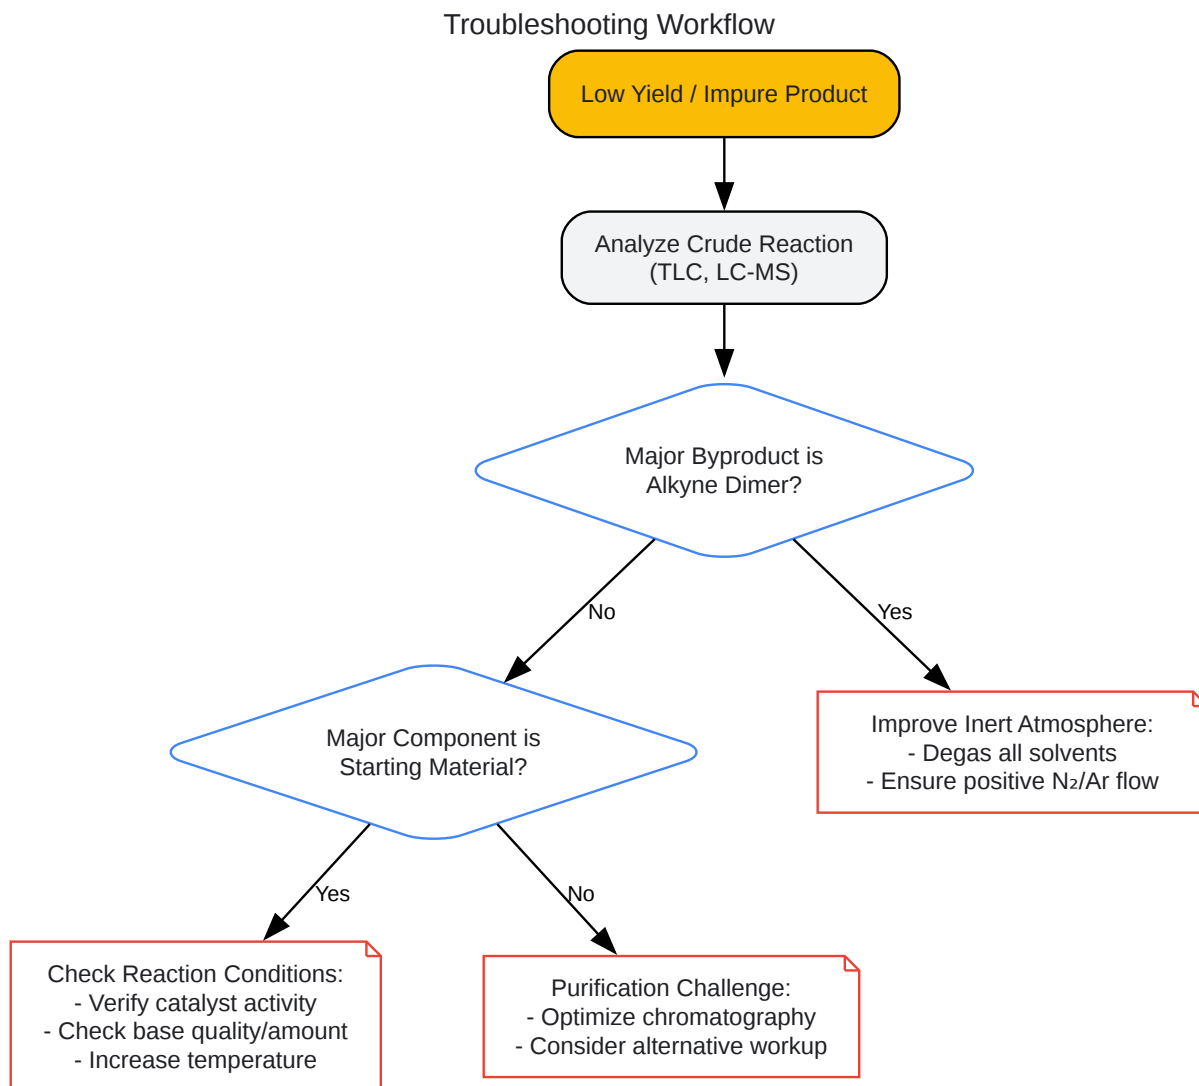 Troubleshooting Workflow
Low Yield / Impure Product
Analyze Crude Reaction
(TLC, LC-MS)
Major Byproduct is
Alkyne Dimer?
No
Yes
Major Component is
Starting Material?
Improve Inert Atmosphere:
- Degas all solvents
- Ensure positive N₂/Ar flow
Yes
No
Check Reaction Conditions:
- Verify catalyst activity
- Check base quality/amount
- Increase temperature
Purification Challenge:
- Optimize chromatography
- Consider alternative workup